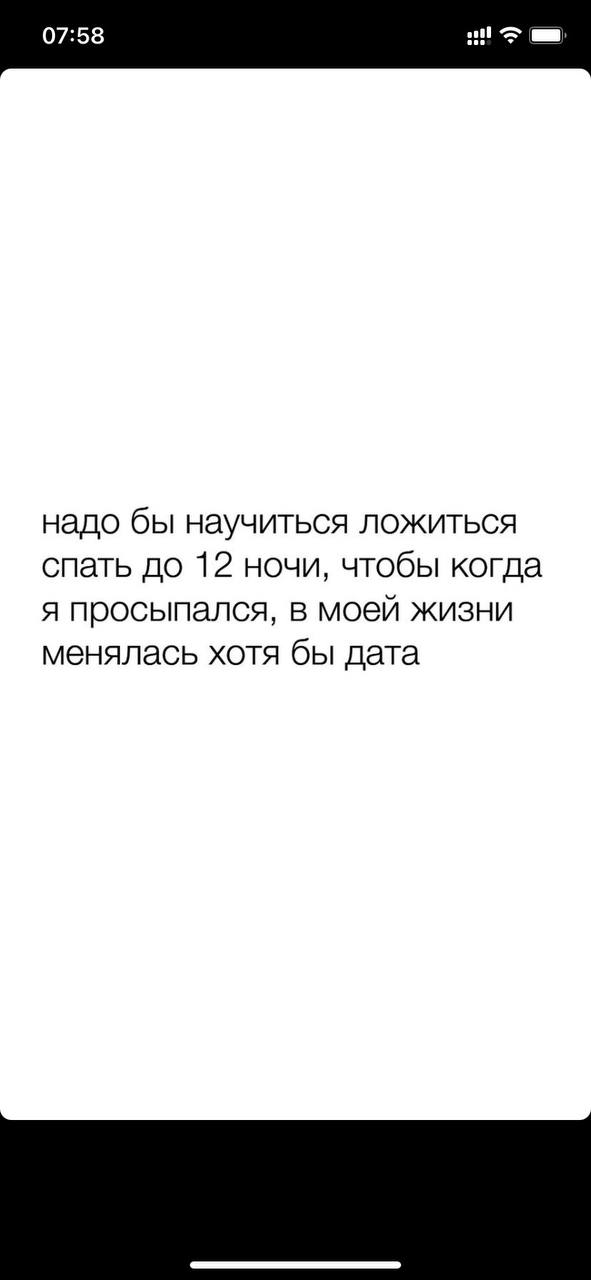 07:58
надо бы научиться ложиться
спать до 12 ночи, чтобы когда
я просыпался, в моей жизни
менялась хотя бы дата